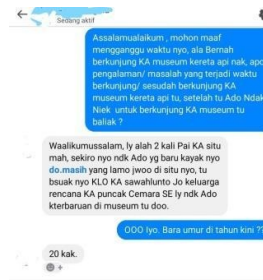 Sedang aktif
Assalamualaikum , mohon maaf
mengganggu waktu nyo, ala Bernah
berkunjung KA museum kereta api nak, apo
pengalaman/ masalah yang terjadi waktu
berkunjung/ sesudah berkunjung KA
museum kereta api tu, setelah tu Ado Ndak
Niek untuk berkunjung KA museum tu
baliak ?
Waalikumussalam, Iy alah 2 kali Pai KA situ
mah, sekiro nyo ndk Ado yg baru kayak nyo
do.masih yang lamo jwoo di situ nyo, tu
bsuak nyo KLO KA sawahlunto Jo keluarga
rencana KA puncak Cemara SE ly ndk Ado
kterbaruan di museum tu doo.
OOO Iyo. Bara umur di tahun kini ??
20 kak.